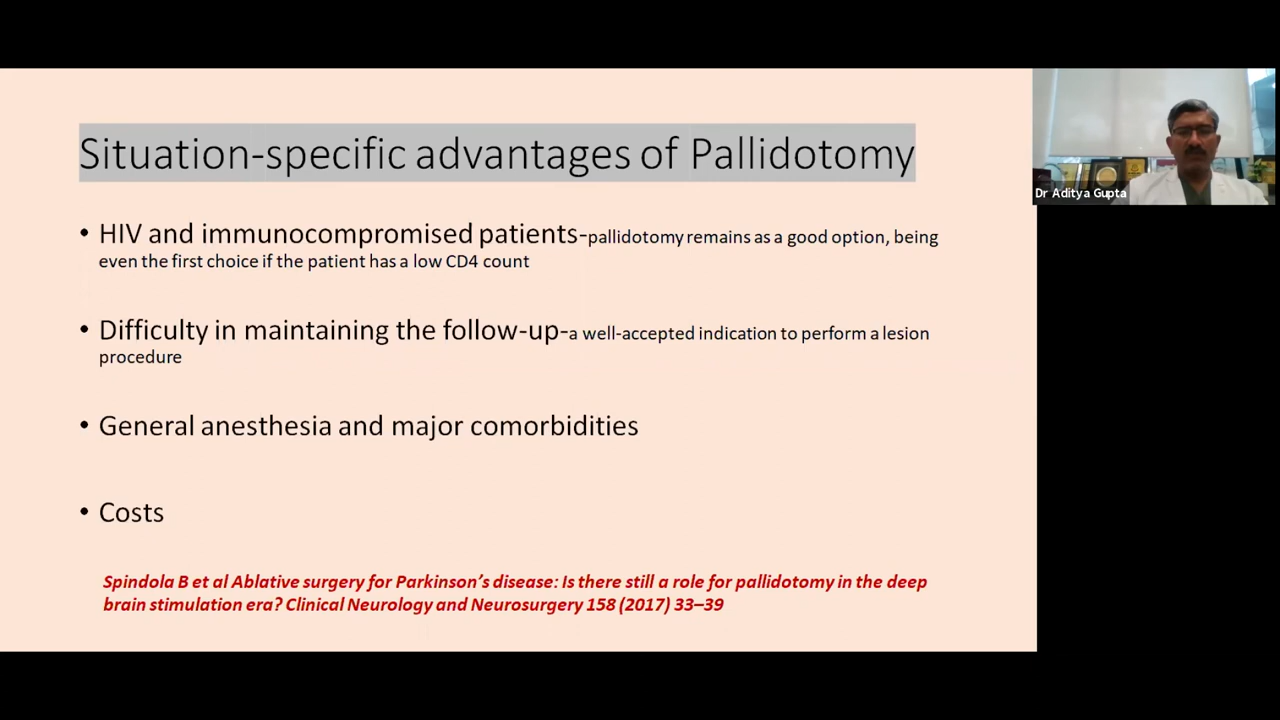 Situation-specific advantages of Pallidotomy
• HIV and immunocompromised patients-pallidotomy remains as a good option, being
even the first choice if the patient has a low CD4 count
• Difficulty in maintaining the follow-up-a well-accepted indication to perform a lesion
procedure
• General anesthesia and major comorbidities
• Costs
Spindola B et al Ablative surgery for Parkinson's disease: Is there still a role for pallidotomy in the deep
brain stimulation era? Clinical Neurology and Neurosurgery 158 (2017) 33–39
Dr Aditya Gupta